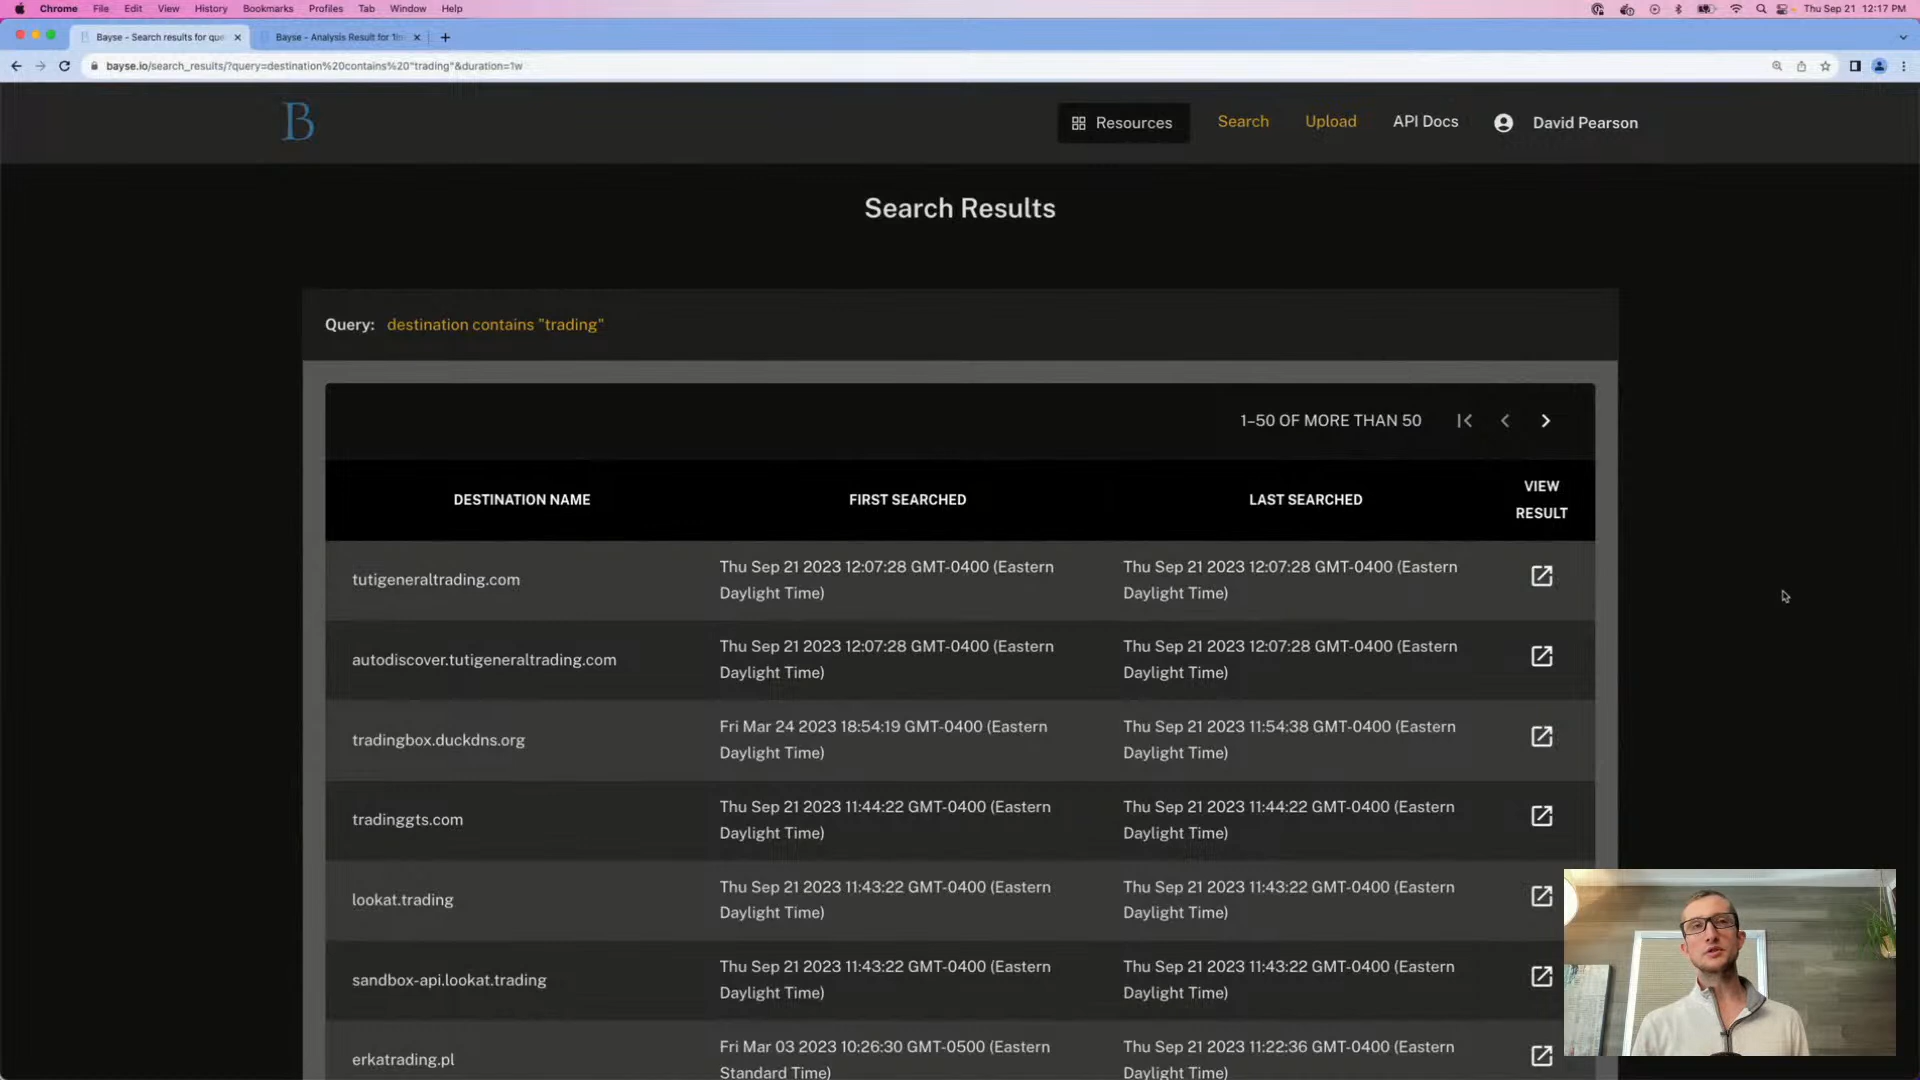 Chrome File Edit View History Bookmarks Profiles Tab Window Help Thu Sep 21 12:17 PM
Bayse - Search results for que Bayse - Analysis Result for
bayse.io/search_results/?query=destination%20contains%20"trading"&duration=1w
B Resources Search Upload API Docs David Pearson
Search Results
Query: destination contains "trading"
1–50 OF MORE THAN 50
DESTINATION NAME FIRST SEARCHED LAST SEARCHED VIEW
RESULT
tutigeneraltrading.com Thu Sep 21 2023 12:07:28 GMT-0400 (Eastern Thu Sep 21 2023 12:07:28 GMT-0400 (Eastern
Daylight Time) Daylight Time)
autodiscover.tutigeneraltrading.com Thu Sep 21 2023 12:07:28 GMT-0400 (Eastern Thu Sep 21 2023 12:07:28 GMT-0400 (Eastern
Daylight Time) Daylight Time)
tradingbox.duckdns.org Fri Mar 24 2023 18:54:19 GMT-0400 (Eastern Thu Sep 21 2023 11:54:38 GMT-0400 (Eastern
Daylight Time) Daylight Time)
tradinggts.com Thu Sep 21 2023 11:44:22 GMT-0400 (Eastern Thu Sep 21 2023 11:44:22 GMT-0400 (Eastern
Daylight Time) Daylight Time)
lookat.trading Thu Sep 21 2023 11:43:22 GMT-0400 (Eastern Thu Sep 21 2023 11:43:22 GMT-0400 (Eastern
Daylight Time) Daylight Time)
sandbox-api.lookat.trading Thu Sep 21 2023 11:43:22 GMT-0400 (Eastern Thu Sep 21 2023 11:43:22 GMT-0400 (Eastern
Daylight Time) Daylight Time)
erkatrading.pl Fri Mar 03 2023 10:26:30 GMT-0500 (Eastern Thu Sep 21 2023 11:22:36 GMT-0400 (Eastern
Standard Time) Daylight Time)